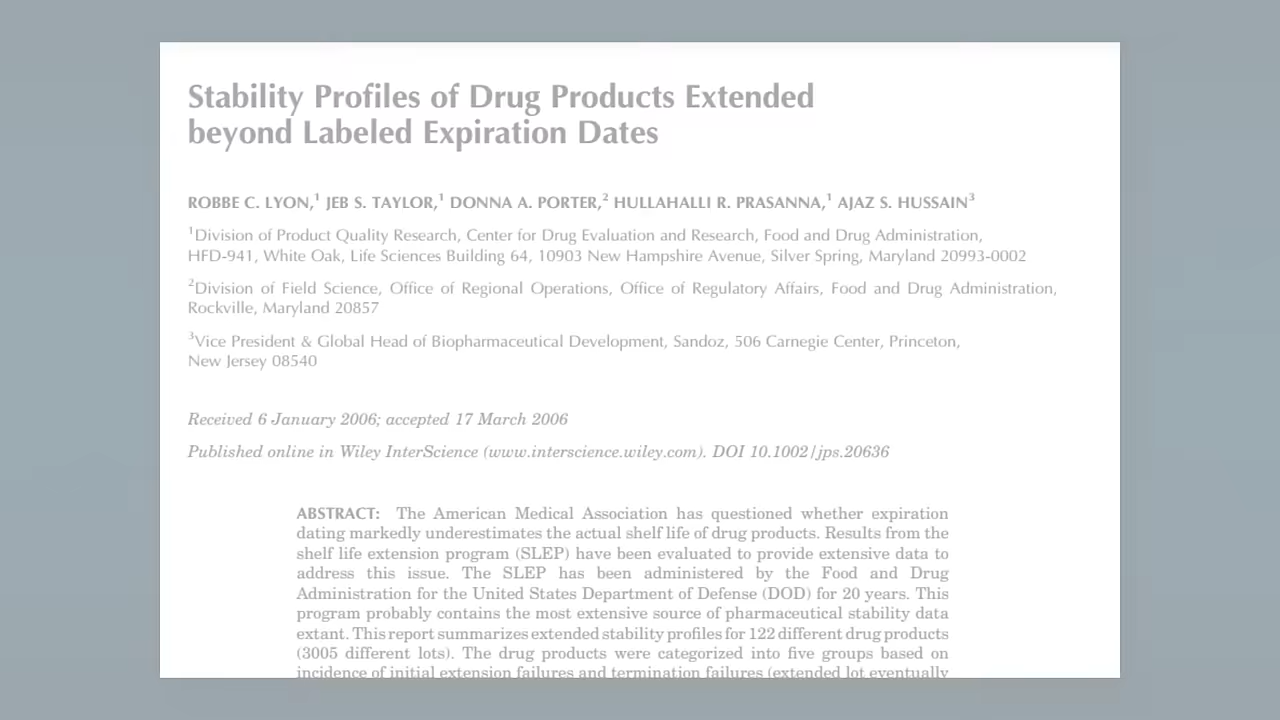 Stability Profiles of Drug Products Extended
beyond Labeled Expiration Dates
ROBBE C. LYON,1 JEB S. TAYLOR,1 DONNA A. PORTER,2 HULLAHALLI R. PRASANNA,1 AJAZ S. HUSSAIN3
1Division of Product Quality Research, Center for Drug Evaluation and Research, Food and Drug Administration,
HFD-941, White Oak, Life Sciences Building 64, 10903 New Hampshire Avenue, Silver Spring, Maryland 20993-0002
2Division of Field Science, Office of Regional Operations, Office of Regulatory Affairs, Food and Drug Administration,
Rockville, Maryland 20857
3Vice President & Global Head of Biopharmaceutical Development, Sandoz, 506 Carnegie Center, Princeton,
New Jersey 08540
Received 6 January 2006; accepted 17 March 2006
Published online in Wiley InterScience (www.interscience.wiley.com). DOI 10.1002/jps.20636
ABSTRACT: The American Medical Association has questioned whether expiration
dating markedly underestimates the actual shelf life of drug products. Results from the
shelf life extension program (SLEP) have been evaluated to provide extensive data to
address this issue. The SLEP has been administered by the Food and Drug
Administration for the United States Department of Defense (DOD) for 20 years. This
program probably contains the most extensive source of pharmaceutical stability data
extant. This report summarizes extended stability profiles for 122 different drug products
(3005 different lots). The drug products were categorized into five groups based on
incidence of initial extension failures and termination failures (extended lot eventually